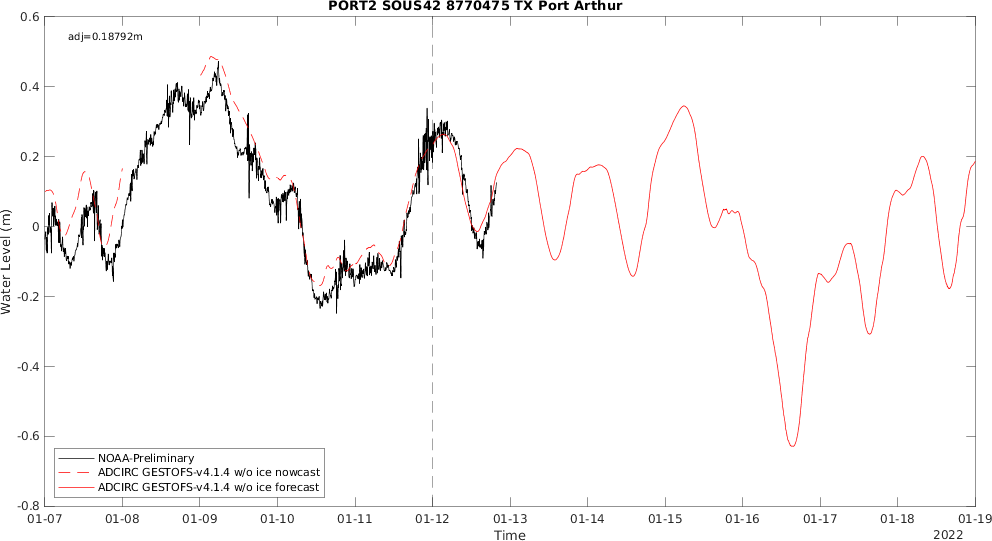 PORT2 SOUS42 8770475 TX Port Arthur
adj=0.18792m
0.6
0.4
0.2
0
-0.2
-0.4
-0.6
-0.8
Water Level (m)
NOAA-Preliminary
ADCIRC GESTOFS-v4.1.4 w/o ice nowcast
ADCIRC GESTOFS-v4.1.4 w/o ice forecast
01-07 01-08 01-09 01-10 01-11 01-12 01-13 01-14 01-15 01-16 01-17 01-18 01-19
Time
2022